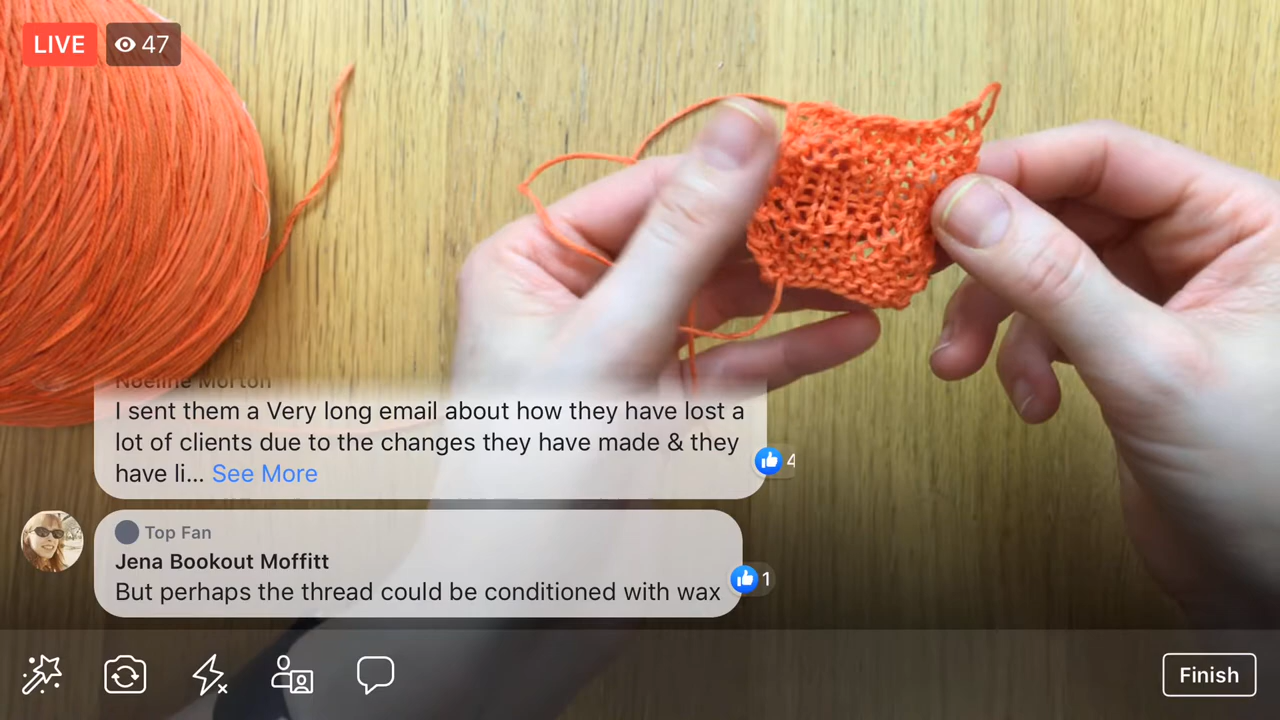 LIVE 47
Noeline Morton
I sent them a Very long email about how they have lost a
lot of clients due to the changes they have made & they
have li... See More
4
Top Fan
Jena Bookout Moffitt
But perhaps the thread could be conditioned with wax
1
Finish